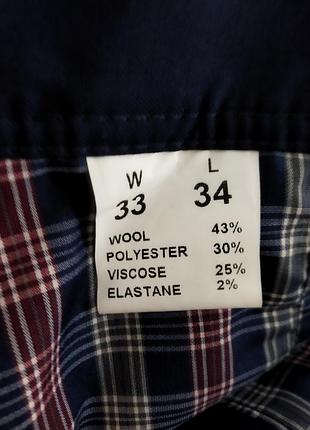 W L
33 34
WOOL 43%
POLYESTER 30%
VISCOSE 25%
ELASTANE 2%